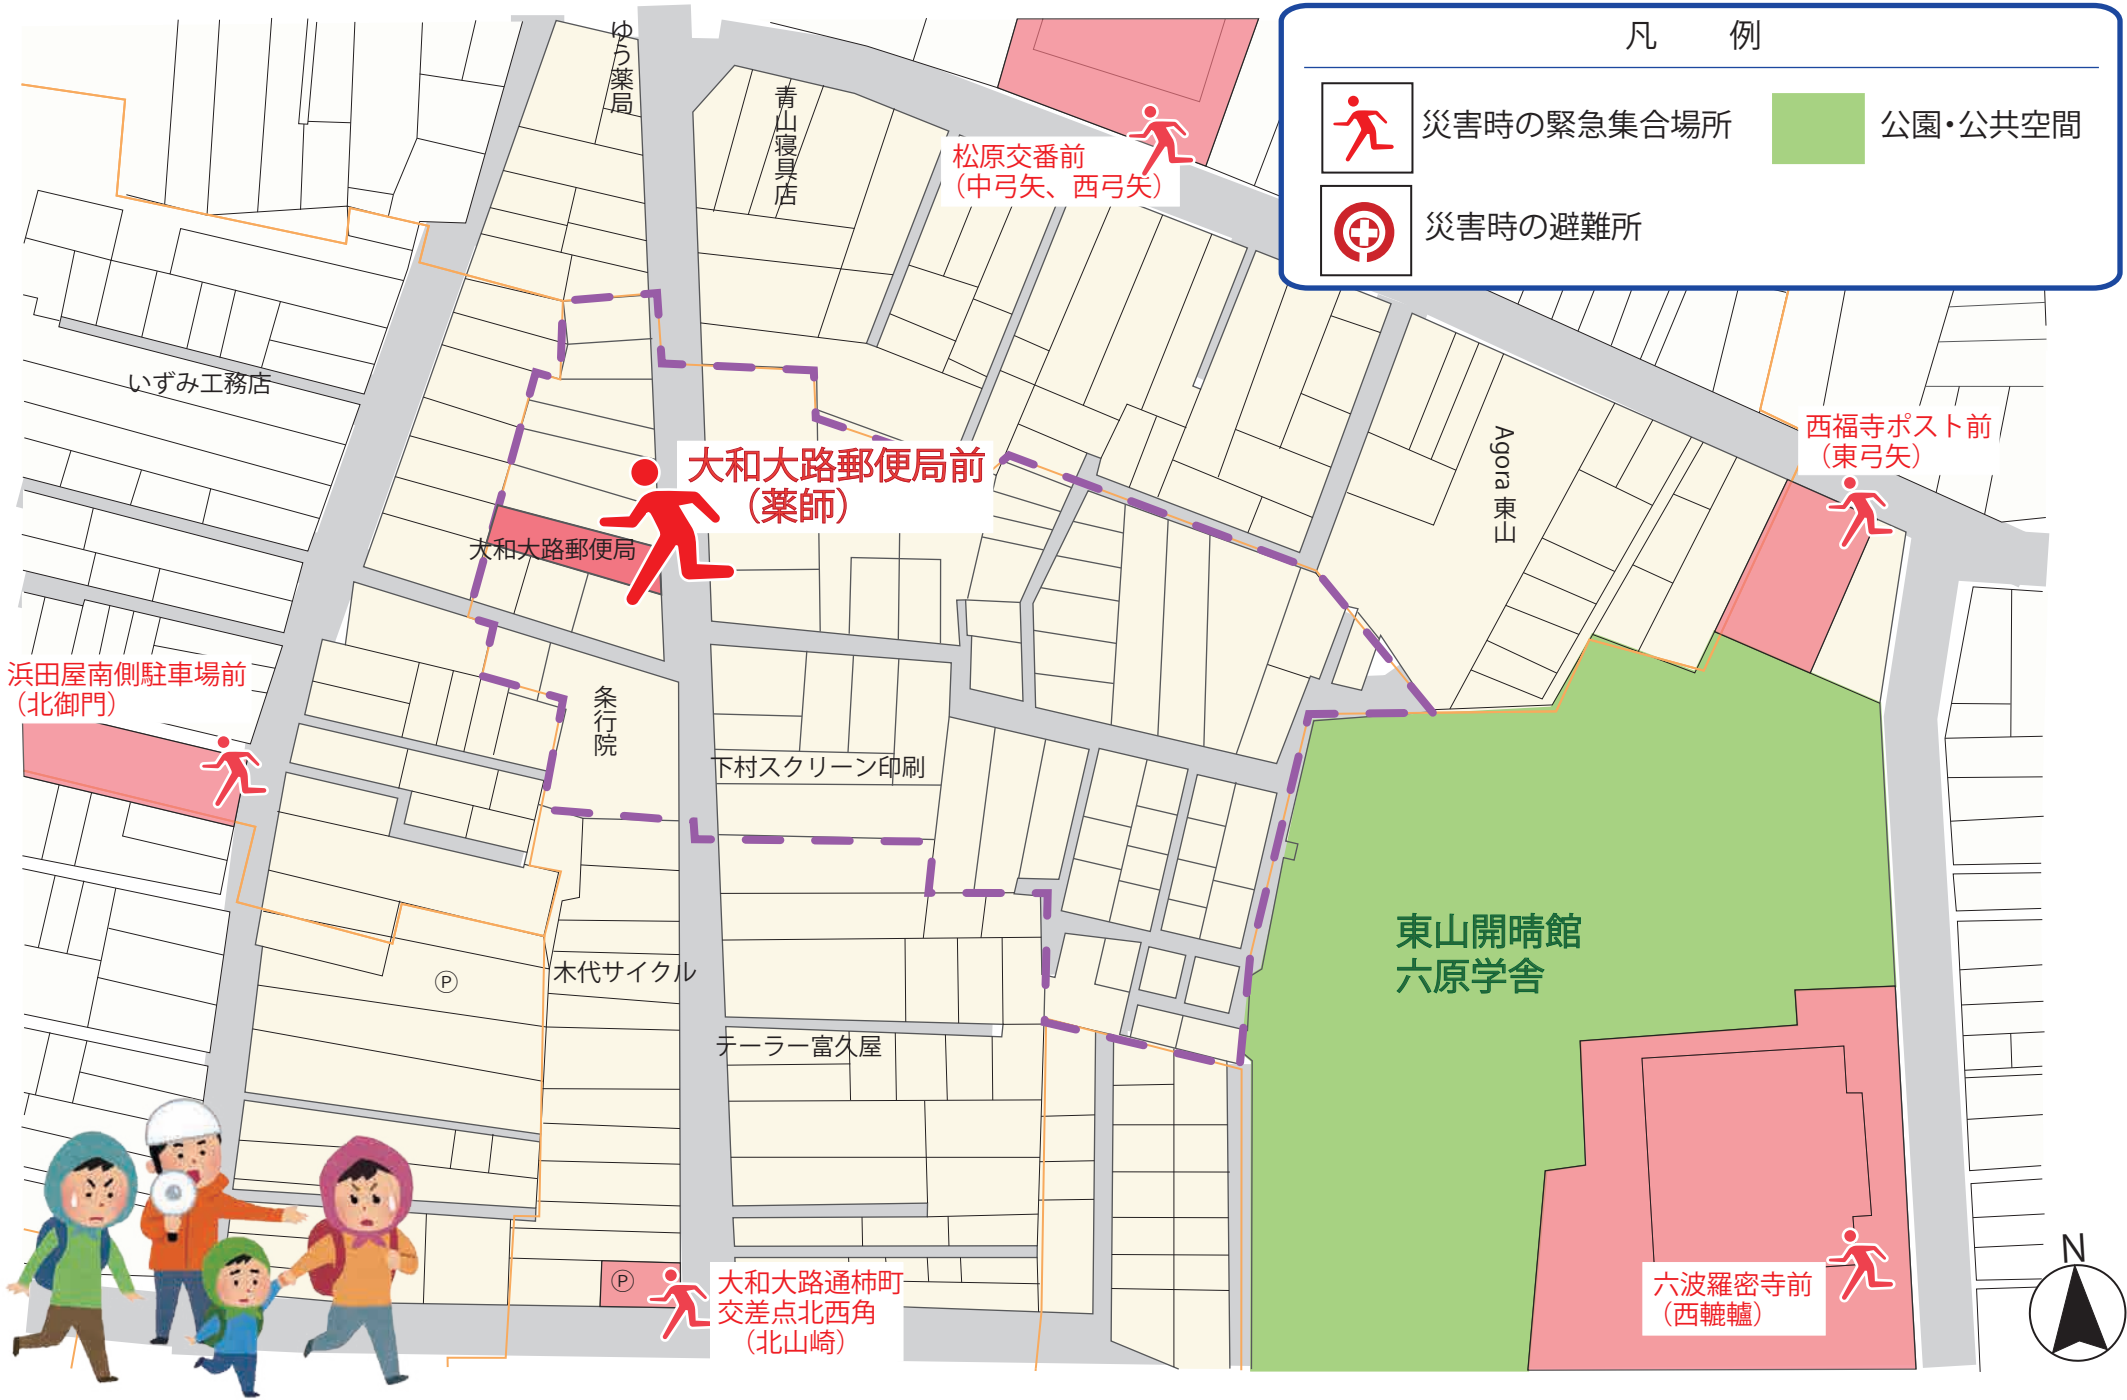 凡　例
災害時の緊急集合場所
公園・公共空間
災害時の避難所
ゆう薬局
青山寝具店
松原交番前
（中弓矢、西弓矢）
いずみ工務店
西福寺ポスト前
（東弓矢）
Agora 東山
大和大路郵便局前
（薬師）
大和大路郵便局
浜田屋南側駐車場前
（北御門）
条行院
下村スクリーン印刷
東山開晴館
六原学舎
P
木代サイクル
テーラー富久屋
P
大和大路通柿町
交差点北西角
（北山崎）
六波羅密寺前
（西轆轤）
N